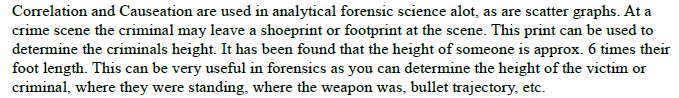 Correlation and Causeation are used in analytical forensic science alot, as are scatter graphs. At a
crime scene the criminal may leave a shoeprint or footprint at the scene. This print can be used to
determine the criminals height. It has been found that the height of someone is approx. 6 times their
foot length. This can be very useful in forensics as you can determine the height of the victim or
criminal, where they were standing, where the weapon was, bullet trajectory, etc.